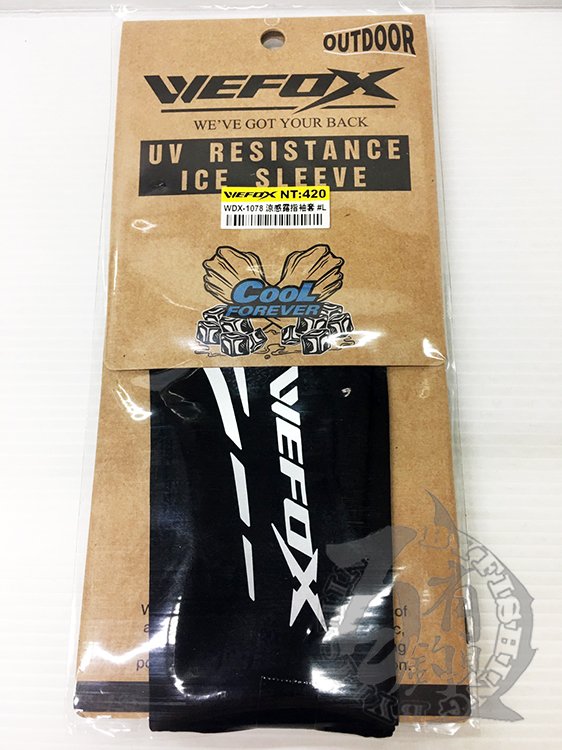 OUTDOOR
WEFOX
WE'VE GOT YOUR BACK
UV RESISTANCE
ICE SLEEVE
WEFOX NT:420
WDX-1078 涼感露指袖套 #L
COOL
FOREVER
WEFOX
of